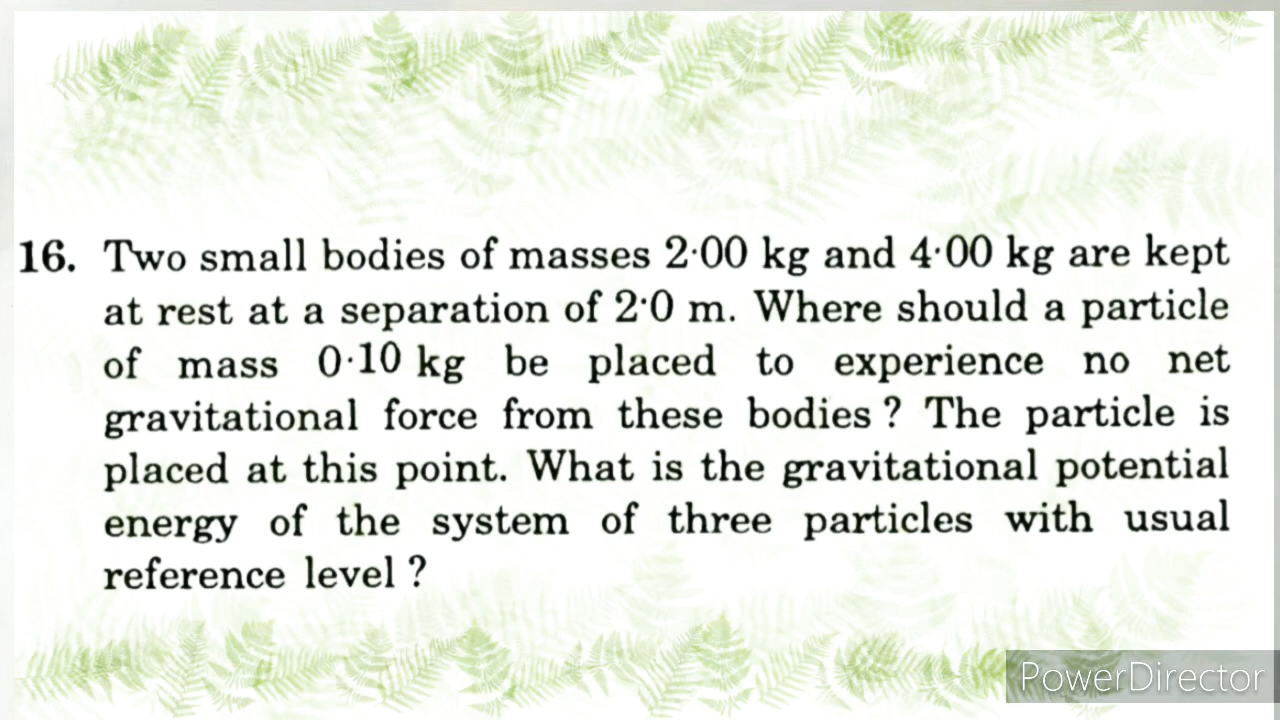 16. Two small bodies of masses 2·00 kg and 4·00 kg are kept
at rest at a separation of 2·0 m. Where should a particle
of mass 0·10 kg be placed to experience no net
gravitational force from these bodies ? The particle is
placed at this point. What is the gravitational potential
energy of the system of three particles with usual
reference level ?
PowerDirector